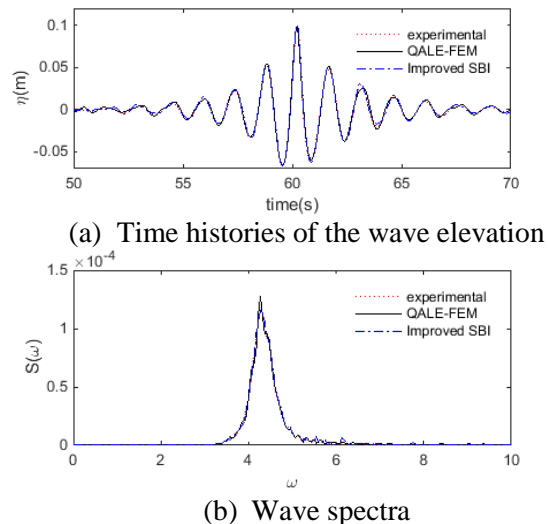 0.1
0.05
0
-0.05
η(m)
experimental
QALE-FEM
Improved SBI
50 55 60 65 70
time(s)
(a) Time histories of the wave elevation
×10⁻⁴
1.5
1
0.5
0
S(ω)
experimental
QALE-FEM
Improved SBI
0 2 4 6 8 10
ω
(b) Wave spectra